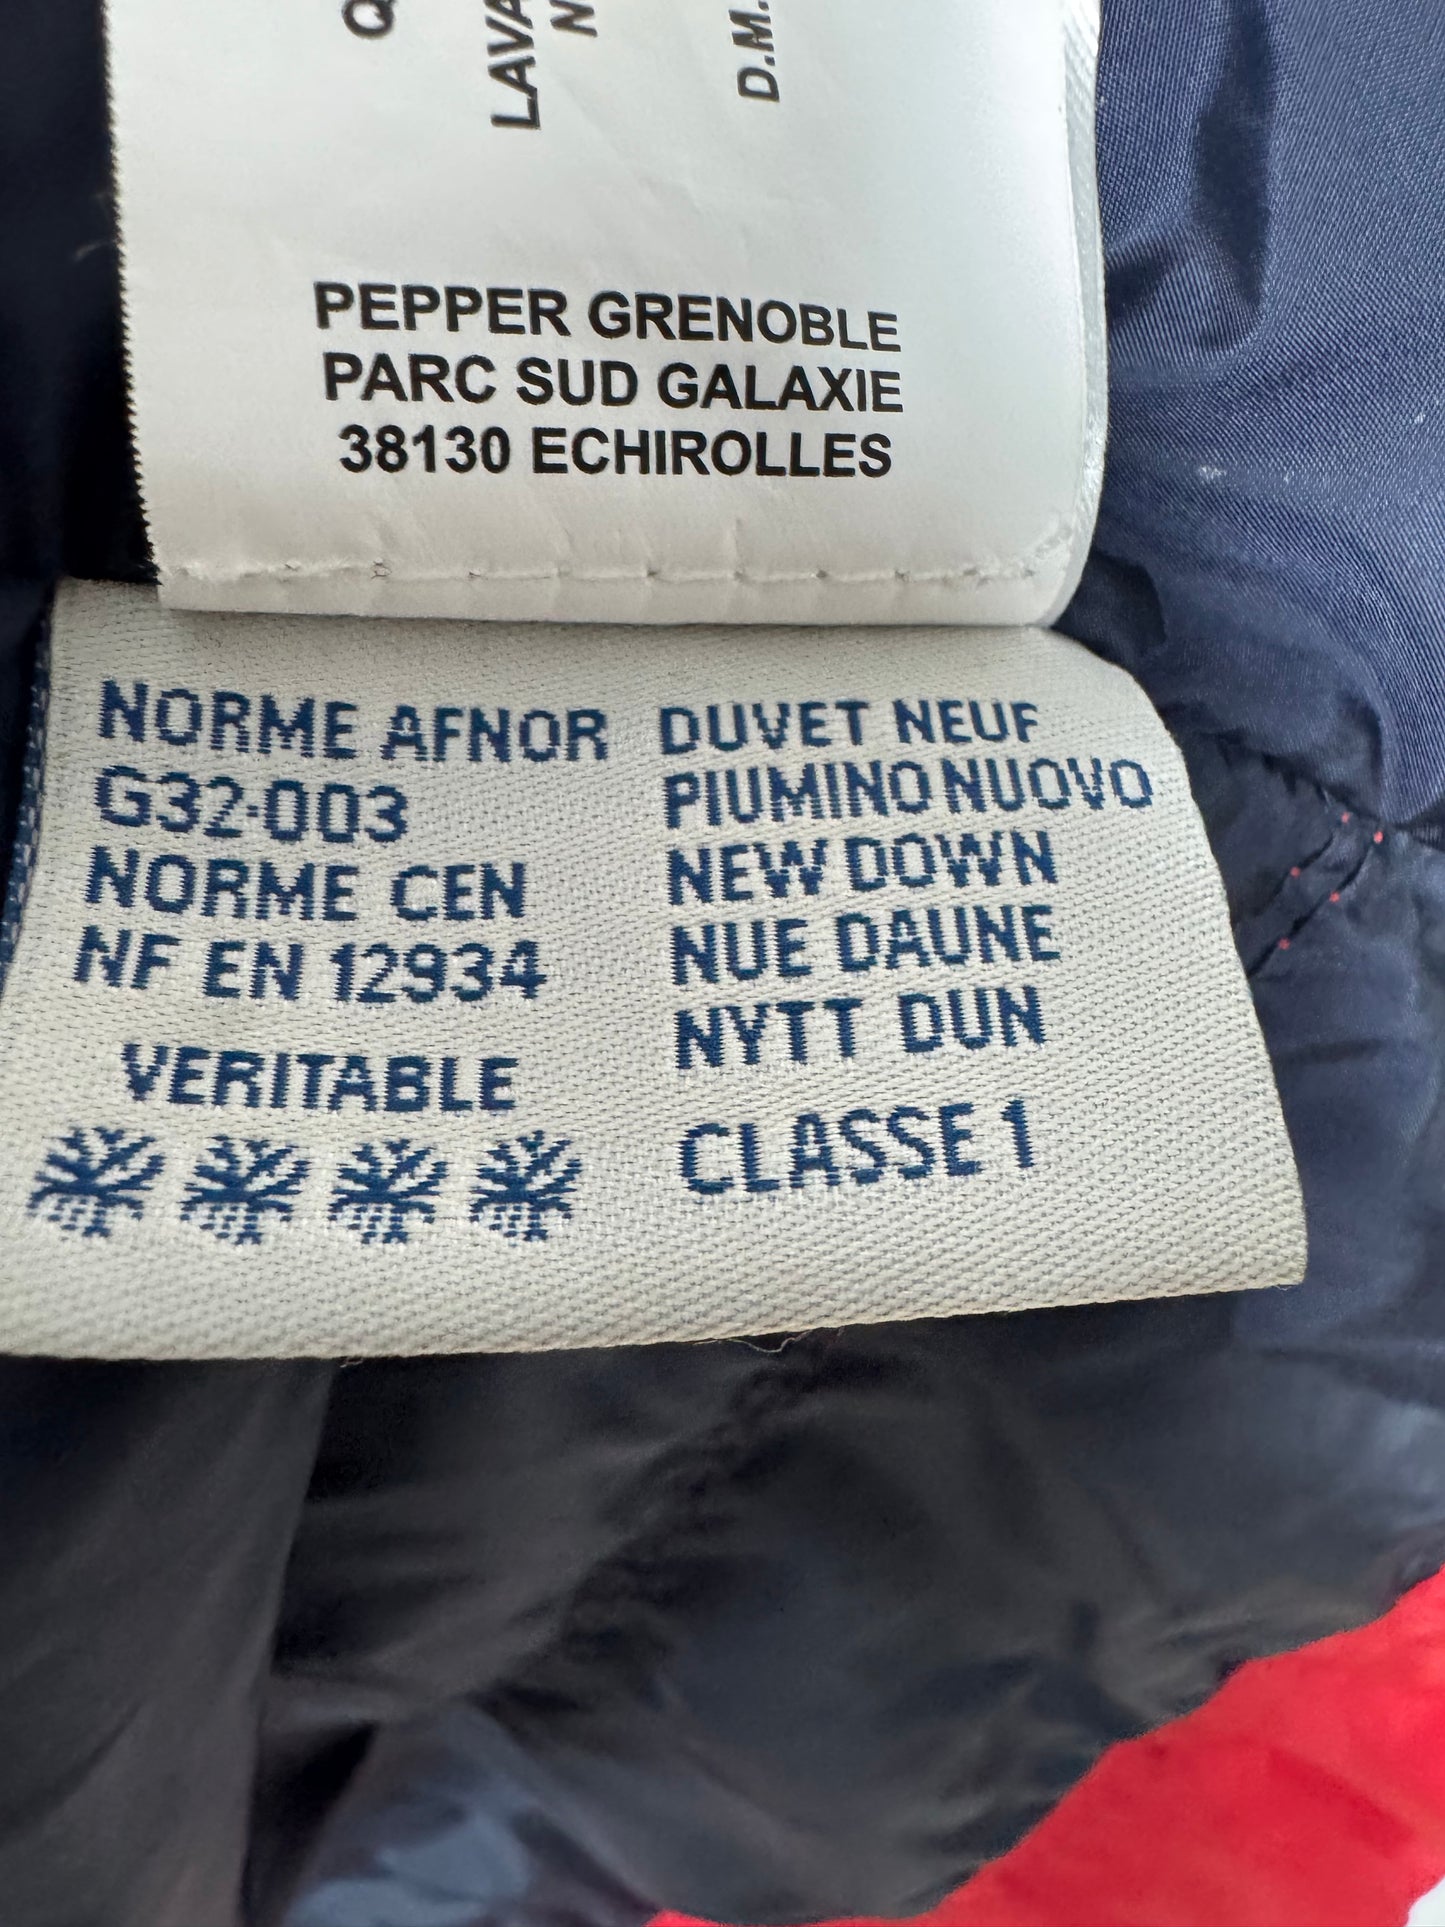 D.M.
PEPPER GRENOBLE
PARC SUD GALAXIE
38130 ECHIROLLES
NORME AFNOR
G32-003
NORME CEN
NF EN 12934
VERITABLE
DUVET NEUF
PIUMINO NUOVO
NEW DOWN
NUE DAUNE
NYTT DUN
CLASSE 1